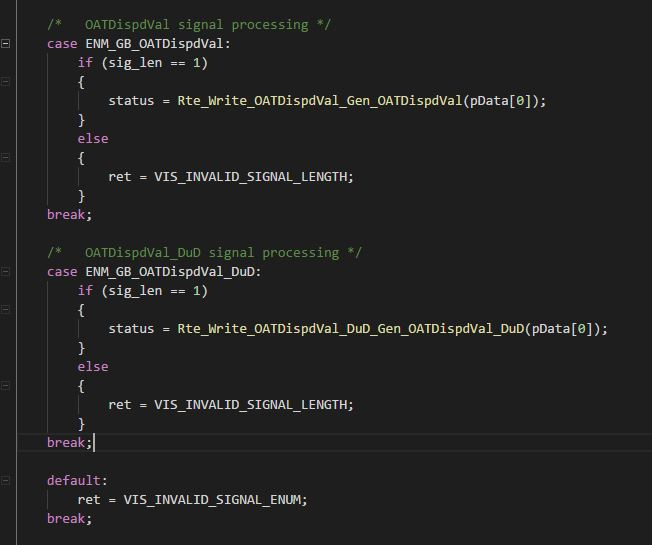 /*   OATDispdVal signal processing */
case ENM_GB_OATDispdVal:
if (sig_len == 1)
{
status = Rte_Write_OATDispdVal_Gen_OATDispdVal(pData[0]);
}
else
{
ret = VIS_INVALID_SIGNAL_LENGTH;
}
break;
/*   OATDispdVal_DuD signal processing */
case ENM_GB_OATDispdVal_DuD:
if (sig_len == 1)
{
status = Rte_Write_OATDispdVal_DuD_Gen_OATDispdVal_DuD(pData[0]);
}
else
{
ret = VIS_INVALID_SIGNAL_LENGTH;
}
break;
default:
ret = VIS_INVALID_SIGNAL_ENUM;
break;